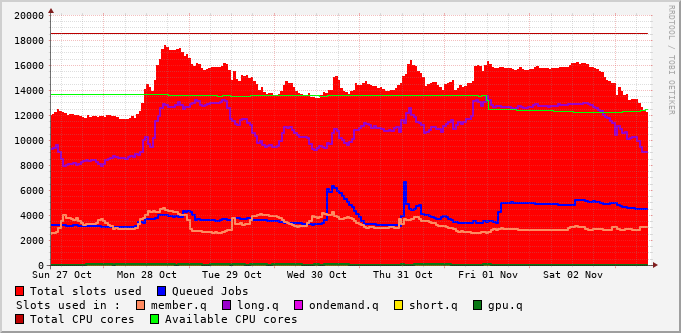 RRDTOOL / TOBI OETIKER
20000
18000
16000
14000
12000
10000
8000
6000
4000
2000
0
Sun 27 Oct Mon 28 Oct Tue 29 Oct Wed 30 Oct Thu 31 Oct Fri 01 Nov Sat 02 Nov
Total slots used Queued Jobs
Slots used in : member.q long.q ondemand.q short.q gpu.q
Total CPU cores Available CPU cores